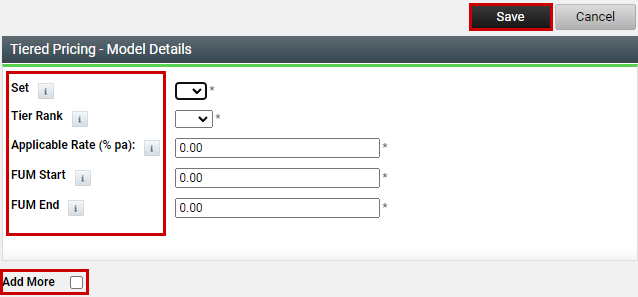 Save Cancel
Tiered Pricing - Model Details
Set i *
Tier Rank i *
Applicable Rate (% pa): i 0.00 *
FUM Start i 0.00 *
FUM End i 0.00 *
Add More